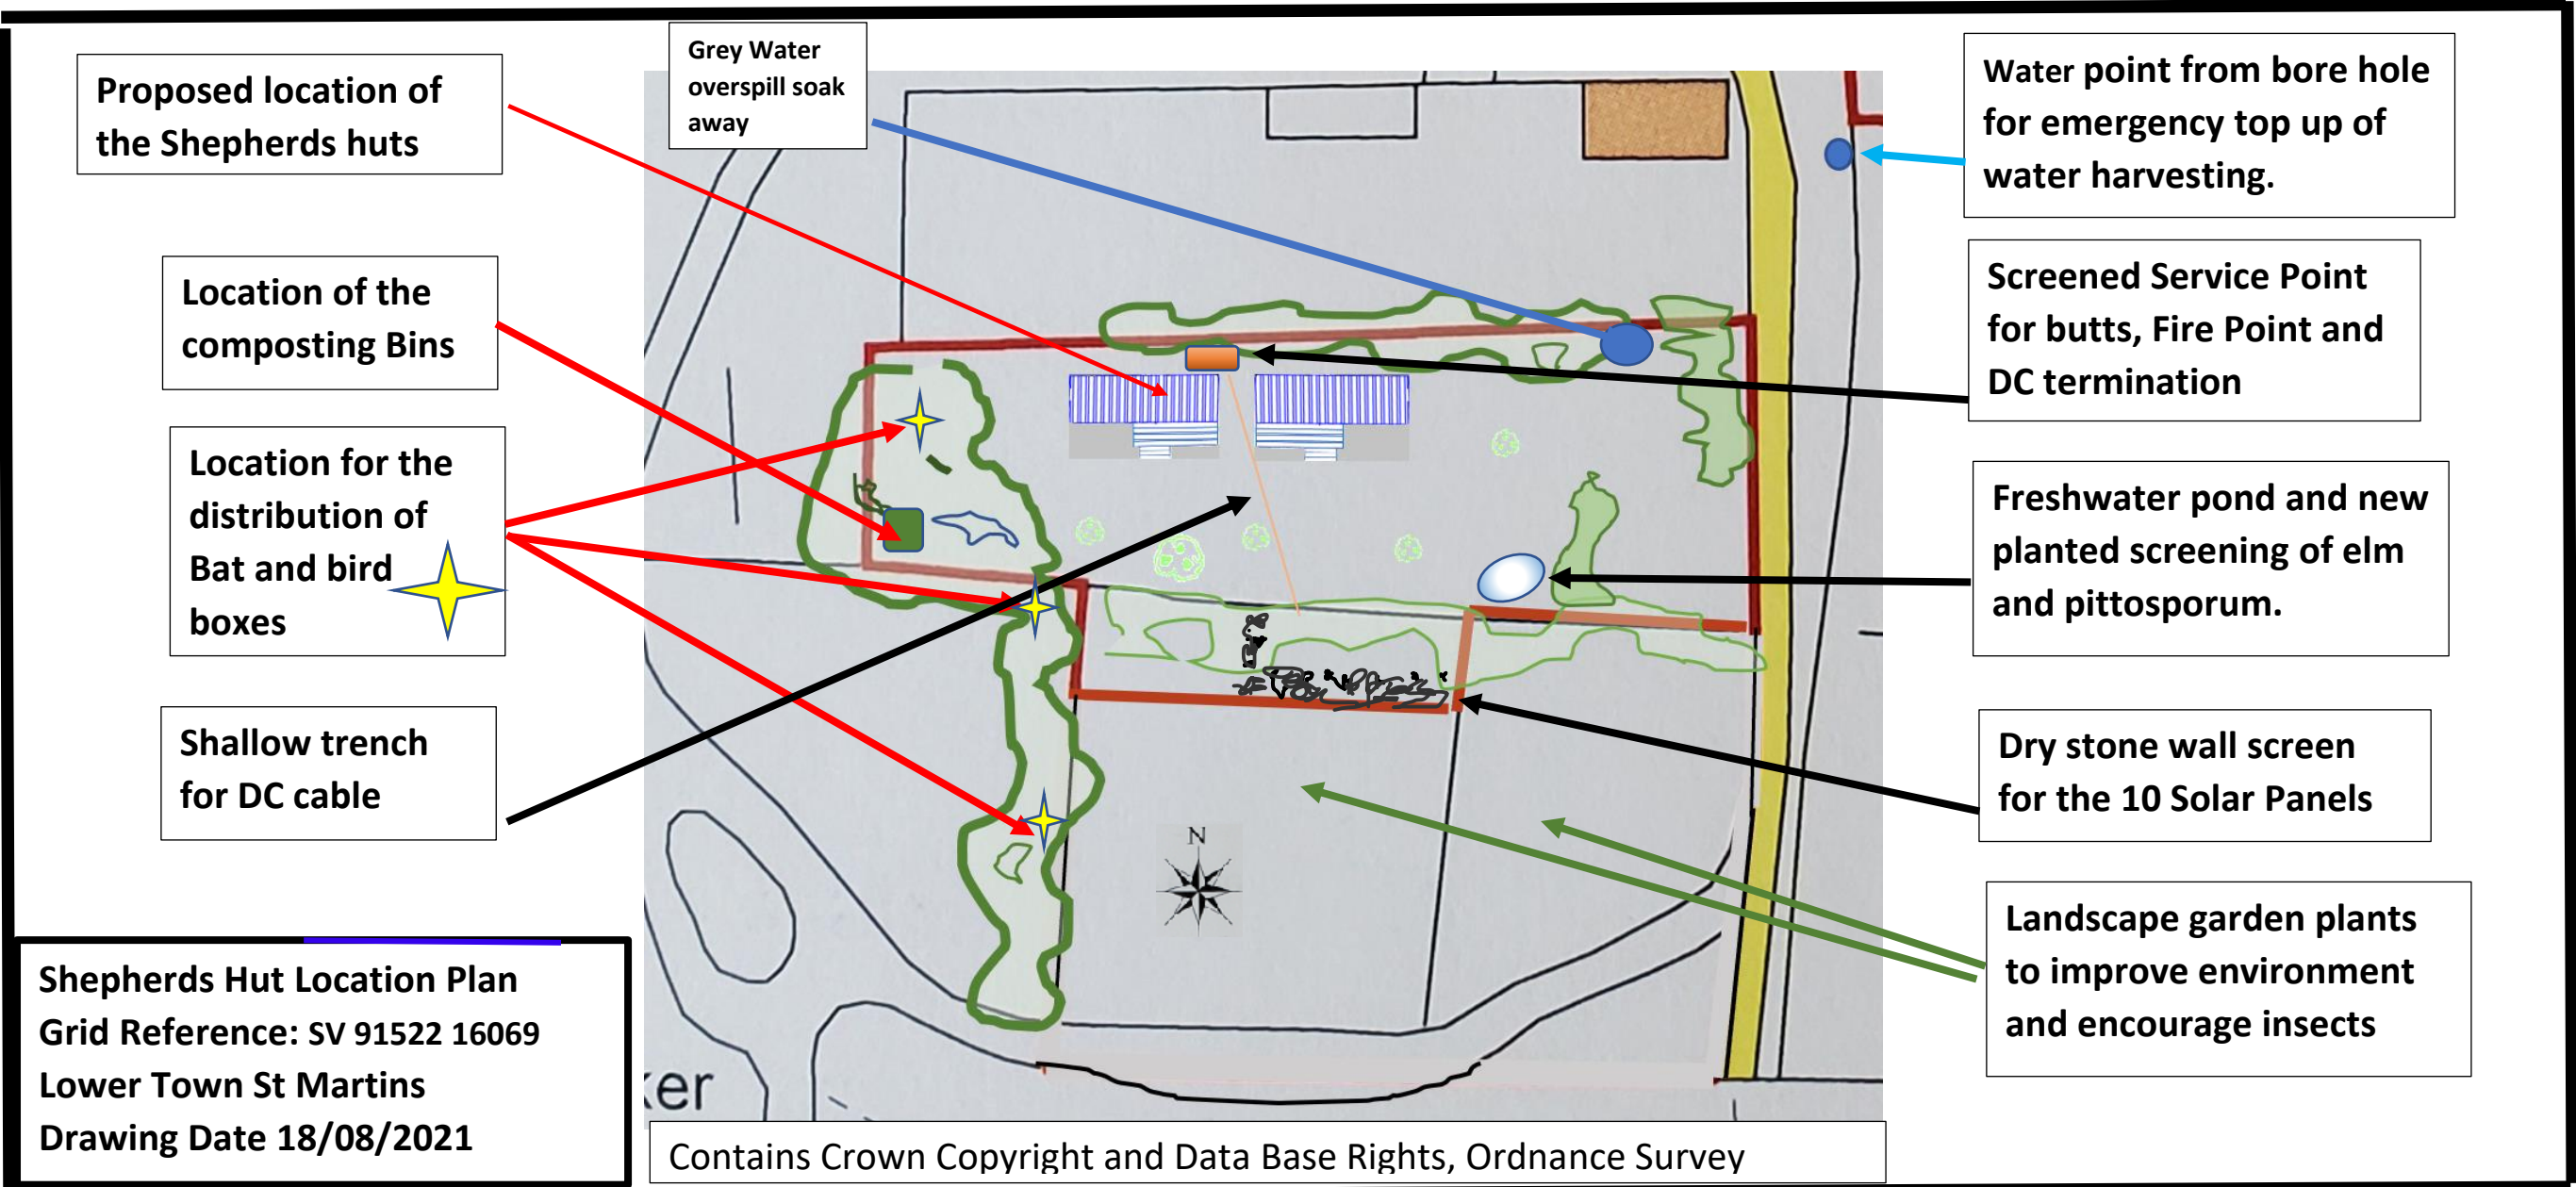 Proposed location of
the Shepherds huts
Grey Water
overspill soak
away
Water point from bore hole
for emergency top up of
water harvesting.
Location of the
composting Bins
Screened Service Point
for butts, Fire Point and
DC termination
Location for the
distribution of
Bat and bird
boxes
Freshwater pond and new
planted screening of elm
and pittosporum.
Shallow trench
for DC cable
Dry stone wall screen
for the 10 Solar Panels
N
Landscape garden plants
to improve environment
and encourage insects
Shepherds Hut Location Plan
Grid Reference: SV 91522 16069
Lower Town St Martins
Drawing Date 18/08/2021
ker
Contains Crown Copyright and Data Base Rights, Ordnance Survey